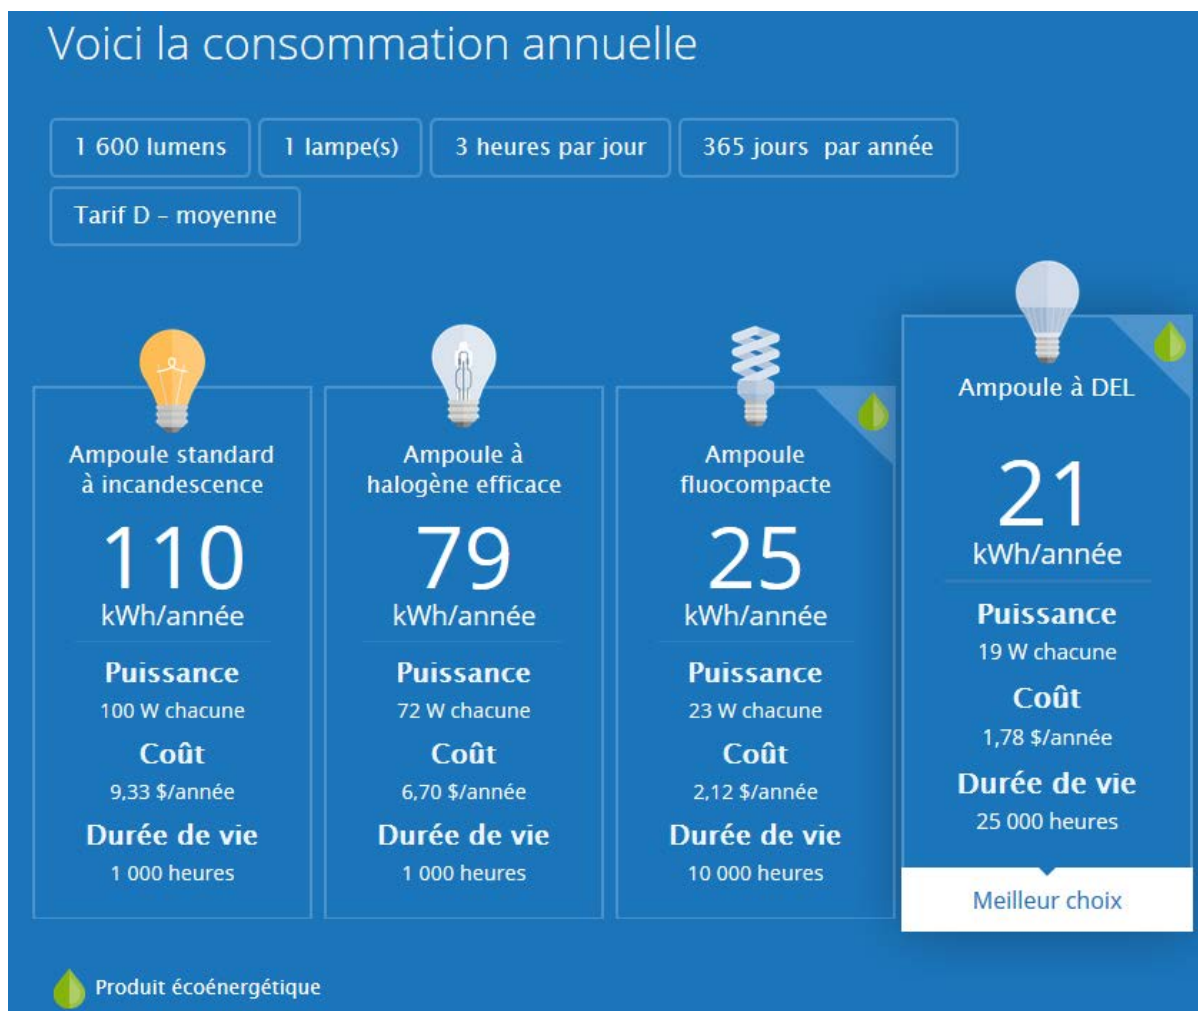 Voici la consommation annuelle
1 600 lumens
1 lampe(s)
3 heures par jour
365 jours par année
Tarif D – moyenne
Ampoule standard
à incandescence
110
kWh/année
Puissance
100 W chacune
Coût
9,33 $/année
Durée de vie
1 000 heures
Ampoule à
halogène efficace
79
kWh/année
Puissance
72 W chacune
Coût
6,70 $/année
Durée de vie
1 000 heures
Ampoule
fluocompacte
25
kWh/année
Puissance
23 W chacune
Coût
2,12 $/année
Durée de vie
10 000 heures
Ampoule à DEL
21
kWh/année
Puissance
19 W chacune
Coût
1,78 $/année
Durée de vie
25 000 heures
Meilleur choix
Produit écoénergétique